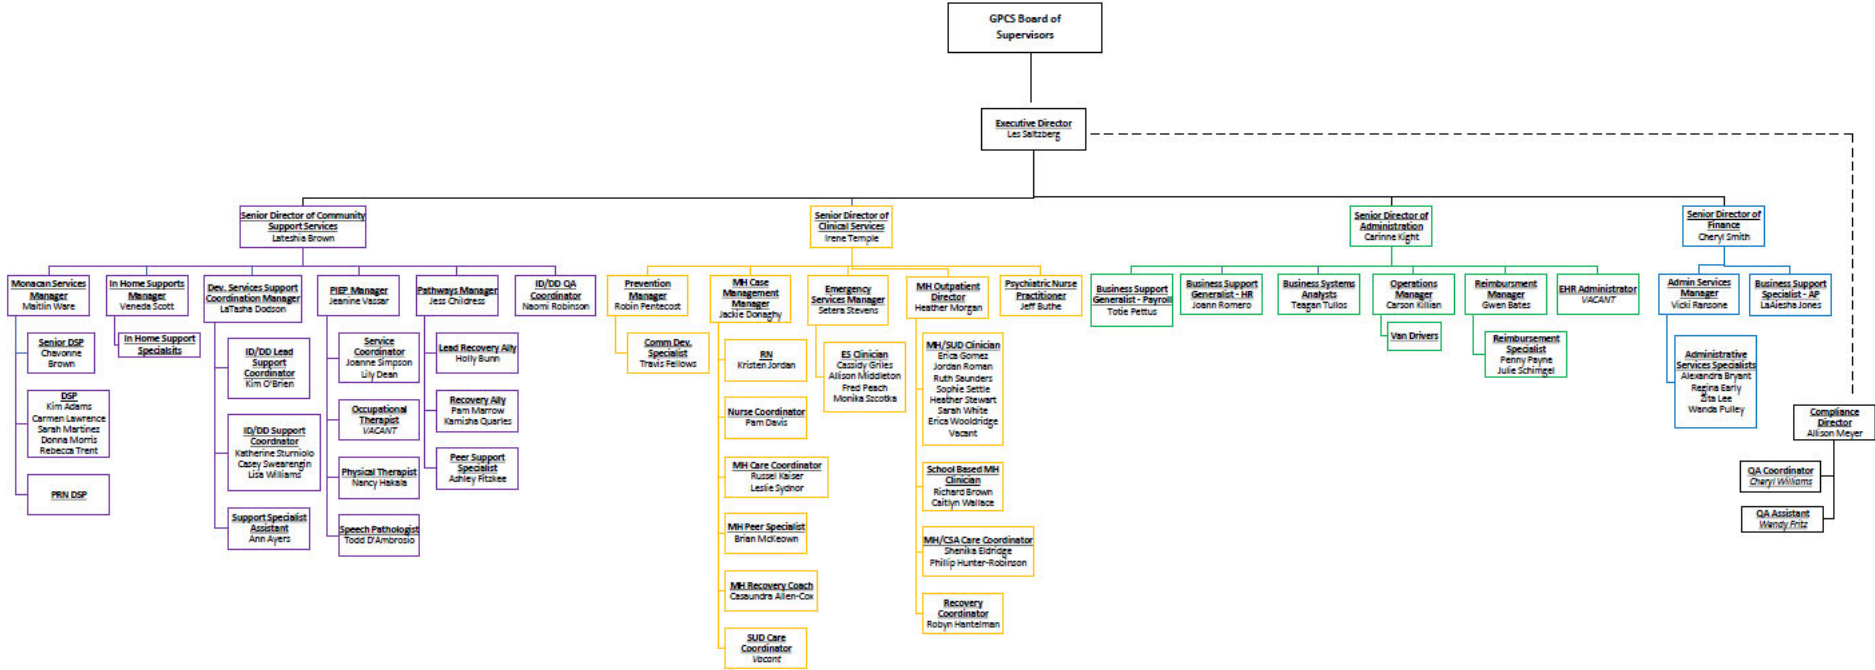 GPCS Board of
Supervisors
Executive Director
Les Saltzberg
Senior Director of Community
Support Services
Lateshia Brown
Senior Director of
Clinical Services
Irene Temple
Senior Director of
Administration
Carinne Kight
Senior Director of
Finance
Cheryl Smith
Monacan Services
Manager
Maitlin Ware
In Home Supports
Manager
Veneda Scott
Dev. Services Support
Coordination Manager
LaTasha Dodson
PIEP Manager
Jeanine Vassar
Pathways Manager
Jess Childress
ID/DD QA
Coordinator
Naomi Robinson
Prevention
Manager
Robin Pentecost
MH Case
Management
Manager
Jackie Donaghy
Emergency
Services Manager
Setera Stevens
MH Outpatient
Director
Heather Morgan
Psychiatric Nurse
Practitioner
Jeff Buthe
Business Support
Generalist - Payroll
Totie Pettus
Business Support
Generalist - HR
Joann Romero
Business Systems
Analysts
Teagan Tullos
Operations
Manager
Carson Killian
Reimbursment
Manager
Gwen Bates
EHR Administrator
VACANT
Admin Services
Manager
Vicki Ransone
Business Support
Specialist - AP
LaAiesha Jones
Senior DSP
Chavonne
Brown
DSP
Kim Adams
Carmen Lawrence
Sarah Martinez
Donna Morris
Rebecca Trent
PRN DSP
In Home Support
Specialsits
ID/DD Lead
Support
Coordinator
Kim O'Brien
ID/DD Support
Coordnator
Katherine Sturniolo
Casey Swearengin
Lisa Williams
Support Specialist
Assistant
Ann Ayers
Service
Coordinator
Joanne Simpson
Lily Dean
Occupational
Therapist
VACANT
Physical Therapist
Nancy Hakala
Speech Pathologist
Todd D'Ambrosio
Lead Recovery Ally
Holly Bunn
Recovery Ally
Pam Marrow
Kamisha Quarles
Peer Support
Specialist
Ashley Fitzkee
Comm Dev.
Specialist
Travis Fellows
RN
Kristen Jordan
Nurse Coordinator
Pam Davis
MH Care Coordinator
Russel Kaiser
Leslie Sydnor
MH Peer Specialist
Brian McKeown
MH Recovery Coach
Casaundra Allen-Cox
SUD Care
Coordinator
Vacant
ES Clinician
Cassidy Griles
Allison Middleton
Fred Peach
Monika Szcotka
MH/SUD Clinician
Erica Gomez
Jordan Roman
Ruth Saunders
Sophie Settle
Heather Stewart
Sarah White
Erica Wooldridge
Vacant
School Based MH
Clinician
Richard Brown
Caitlyn Wallace
MH/CSA Care Coordinator
Shenika Eldridge
Phillip Hunter-Robinson
Recovery
Coordinator
Robyn Hantelman
Van Drivers
Reimbursement
Specialist
Penny Payne
Julie Schimgel
Administrative
Services Specialists
Alexandra Bryant
Regina Early
Zita Lee
Wanda Pulley
Compliance
Director
Allison Meyer
QA Coordinator
Cheryl Williams
QA Assistant
Wendy Fritz